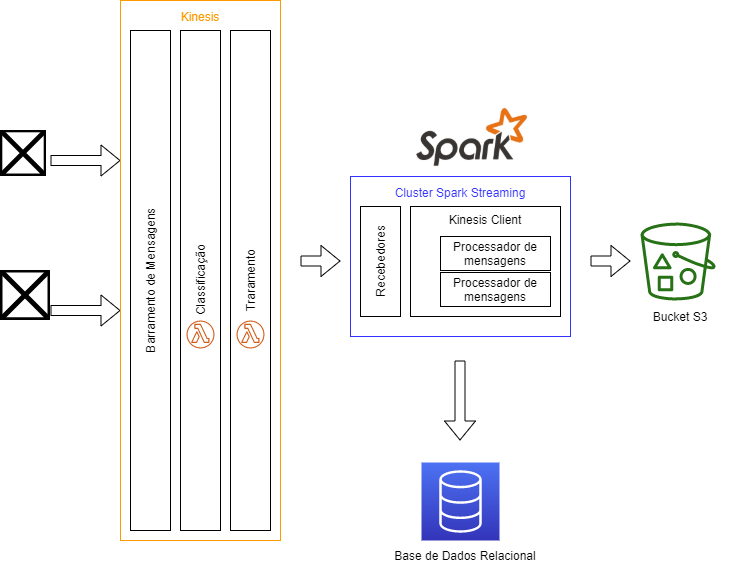 Kinesis
Barramento de Mensagens
Classificação
Traramento
Spark
Cluster Spark Streaming
Recebedores
Kinesis Client
Processador de
mensagens
Processador de
mensagens
Bucket S3
Base de Dados Relacional